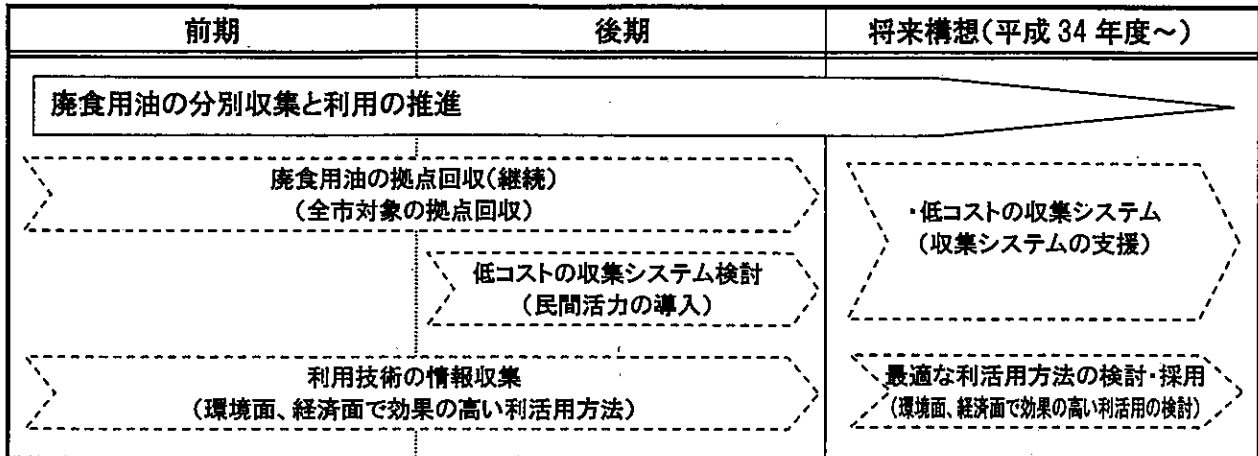 前期
後期
将来構想(平成 34 年度～)
廃食用油の分別収集と利用の推進
廃食用油の拠点回収(継続)
(全市対象の拠点回収)
・低コストの収集システム
(収集システムの支援)
低コストの収集システム検討
(民間活力の導入)
利用技術の情報収集
(環境面、経済面で効果の高い利活用方法)
最適な利活用方法の検討・採用
(環境面、経済面で効果の高い利活用の検討)